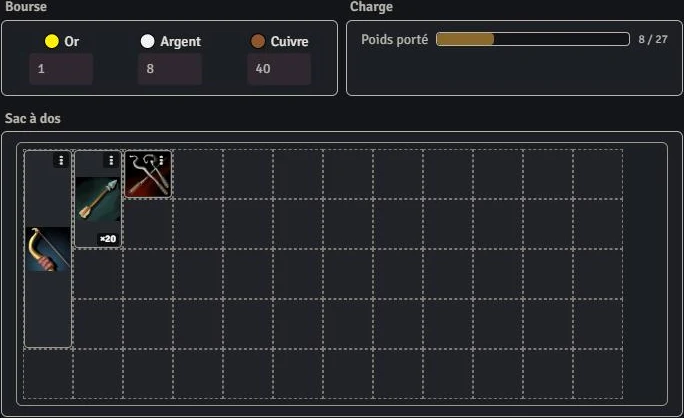 Bourse
Charge
Or Argent Cuivre
Poids porté 8 / 27
1 8 40
Sac à dos
×20